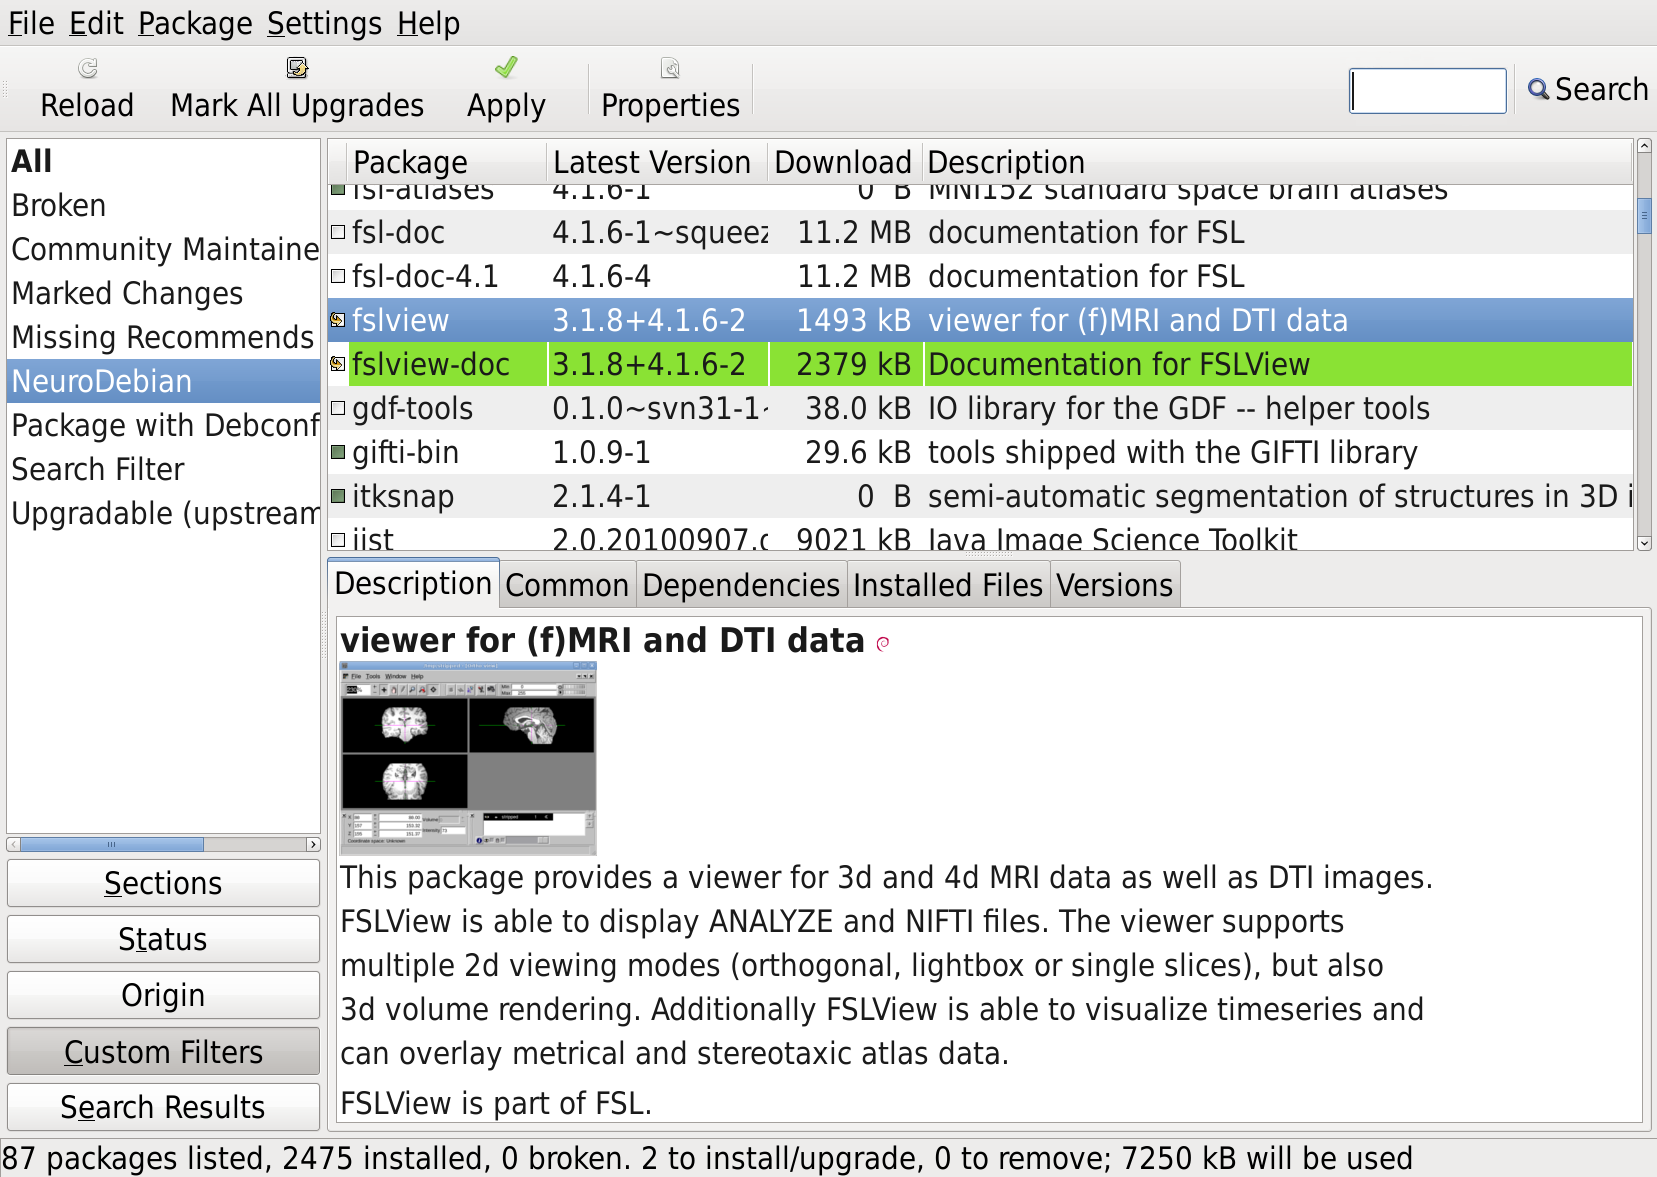 File Edit Package Settings Help
Reload Mark All Upgrades Apply Properties Search
All
Broken
Community Maintaine
Marked Changes
Missing Recommends
NeuroDebian
Package with Debconf
Search Filter
Upgradable (upstream
Sections
Status
Origin
Custom Filters
Search Results
Package Latest Version Download Description
fsl-atlases 4.1.6-1 0 B MNI152 standard space brain atlases
fsl-doc 4.1.6-1~squeez 11.2 MB documentation for FSL
fsl-doc-4.1 4.1.6-4 11.2 MB documentation for FSL
fslview 3.1.8+4.1.6-2 1493 kB viewer for (f)MRI and DTI data
fslview-doc 3.1.8+4.1.6-2 2379 kB Documentation for FSLView
gdf-tools 0.1.0~svn31-1~ 38.0 kB IO library for the GDF -- helper tools
gifti-bin 1.0.9-1 29.6 kB tools shipped with the GIFTI library
itksnap 2.1.4-1 0 B semi-automatic segmentation of structures in 3D i
jist 2.0.20100907.c 9021 kB Java Image Science Toolkit
Description Common Dependencies Installed Files Versions
viewer for (f)MRI and DTI data
File Tools Window Help
This package provides a viewer for 3d and 4d MRI data as well as DTI images.
FSLView is able to display ANALYZE and NIFTI files. The viewer supports
multiple 2d viewing modes (orthogonal, lightbox or single slices), but also
3d volume rendering. Additionally FSLView is able to visualize timeseries and
can overlay metrical and stereotaxic atlas data.
FSLView is part of FSL.
87 packages listed, 2475 installed, 0 broken. 2 to install/upgrade, 0 to remove; 7250 kB will be used